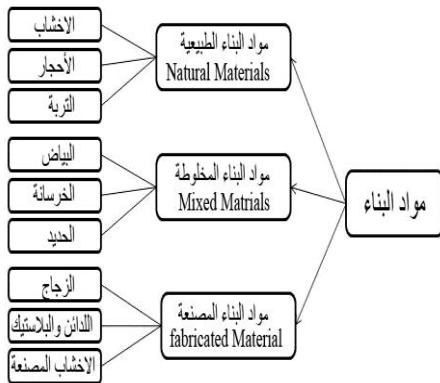 مواد البناء
مواد البناء الطبيعية
Natural Materials
الاخشاب
الأحجار
التربة
مواد البناء المخلوطة
Mixed Matrials
البياض
الخرسانة
الحديد
مواد البناء المصنعة
fabricated Material
الزجاج
اللدائن والبلاستيك
الاخشاب المصنعة